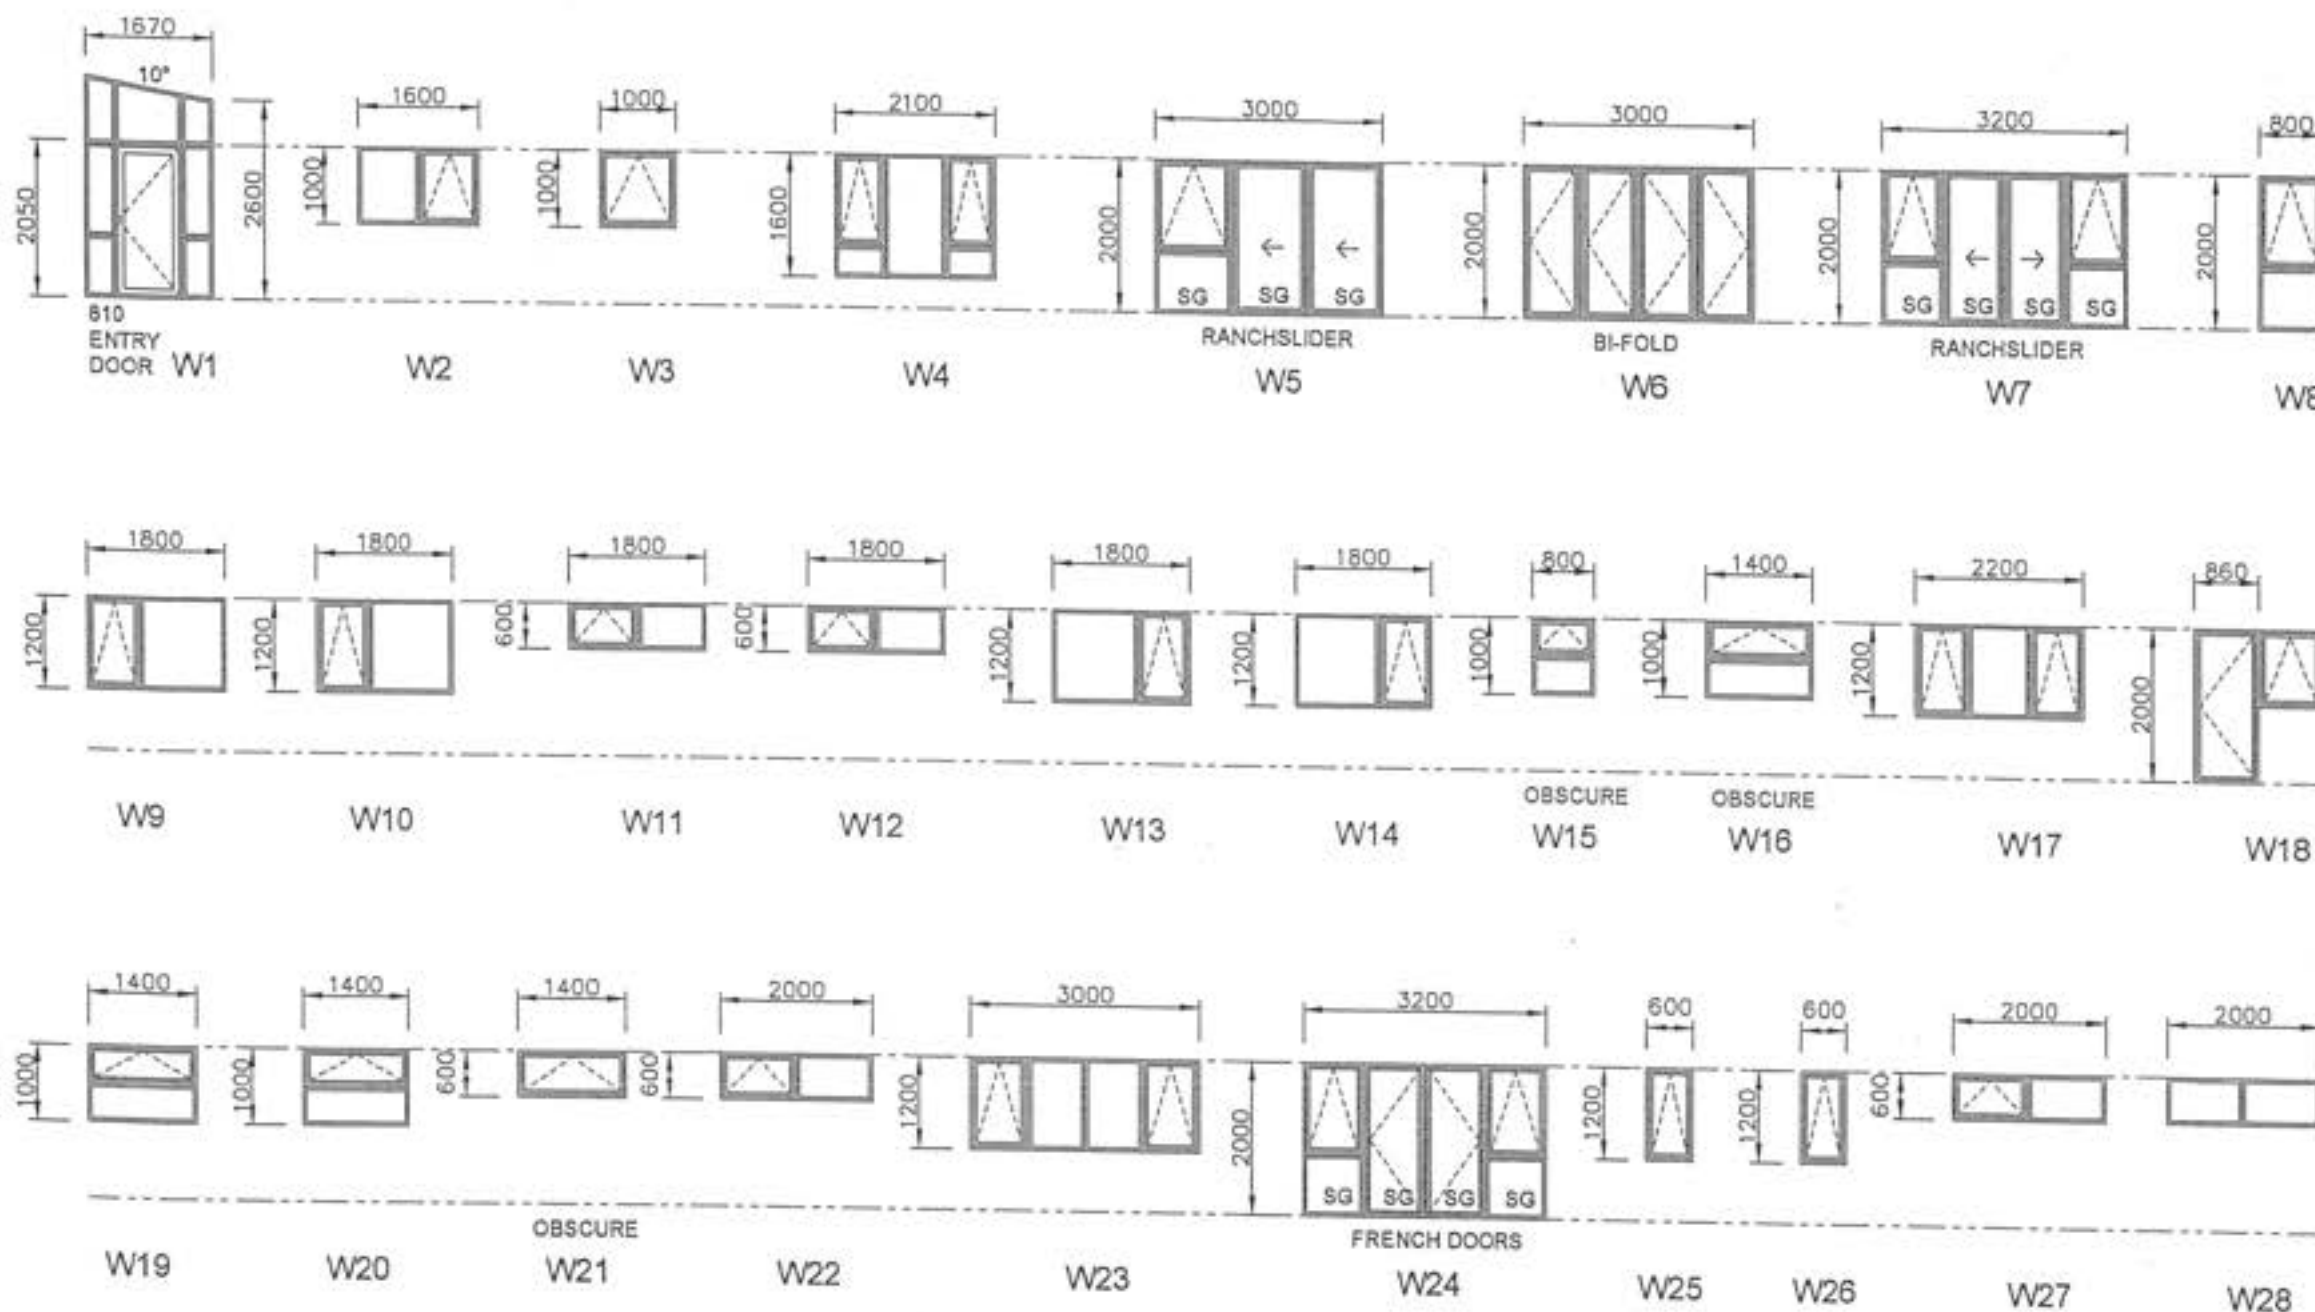 1670
10°
2050
2600
810
ENTRY
DOOR W1
1600
1000
W2
1000
1000
W3
2100
1600
W4
3000
2000
SG SG SG
RANCHSLIDER
W5
3000
2000
BI-FOLD
W6
3200
2000
SG SG SG SG
RANCHSLIDER
W7
800
2000
W8
1800
1200
W9
1800
1200
W10
1800
600
W11
1800
600
W12
1800
1200
W13
1800
1200
W14
800
1000
OBSCURE
W15
1400
1000
OBSCURE
W16
2200
1200
W17
860
2000
W18
1400
1000
W19
1400
1000
W20
1400
600
OBSCURE
W21
2000
600
W22
3000
1200
W23
3200
2000
SG SG SG SG
FRENCH DOORS
W24
600
1200
W25
600
1200
W26
2000
600
W27
2000
W28